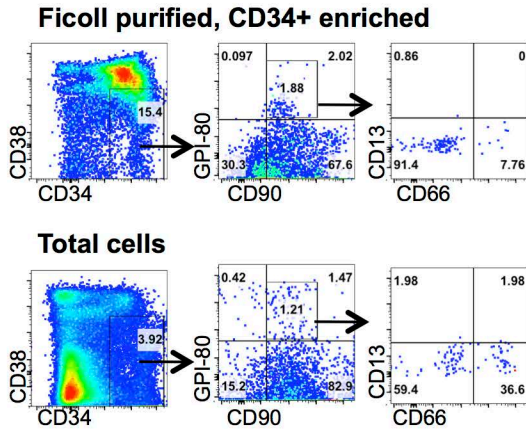 Ficoll purified, CD34+ enriched
CD38
15.4
CD34
GPI-80
0.097
2.02
1.88
30.3
67.6
CD90
CD13
0.86
0
91.4
7.76
CD66
Total cells
CD38
3.92
CD34
GPI-80
0.42
1.47
1.21
15.2
82.9
CD90
CD13
1.98
1.98
59.4
36.6
CD66